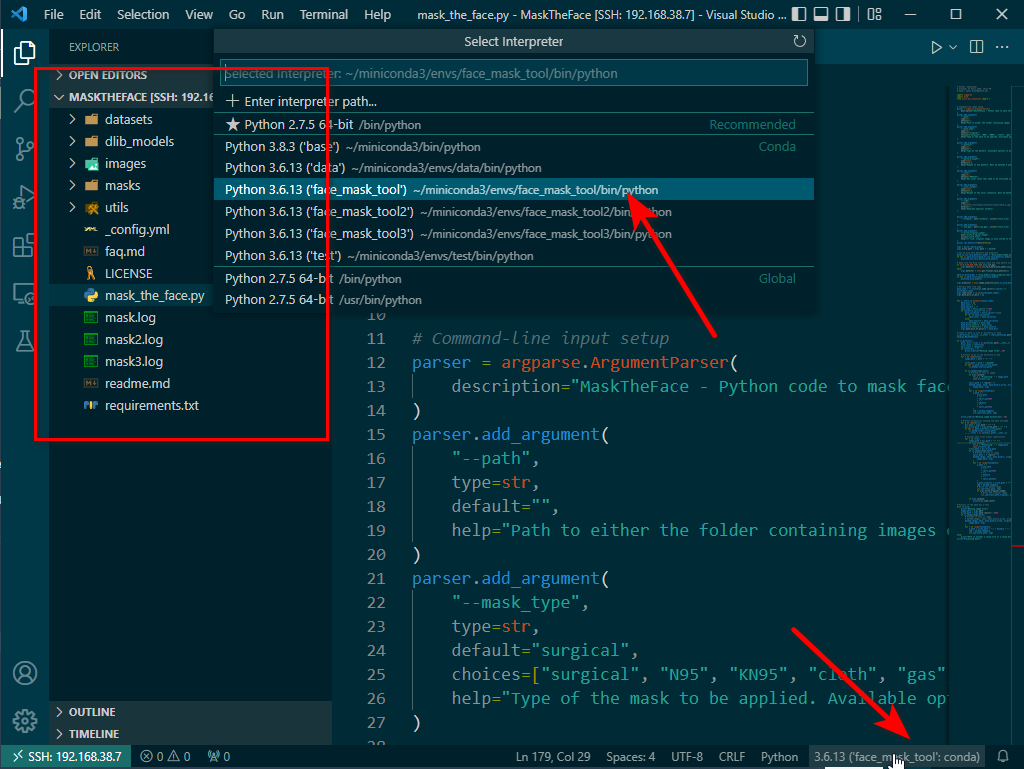 File Edit Selection View Go Run Terminal Help mask_the_face.py - MaskTheFace [SSH: 192.168.38.7] - Visual Studio ...
EXPLORER
OPEN EDITORS
MASKTHEFACE [SSH: 192.16
datasets
dlib_models
images
masks
utils
_config.yml
faq.md
LICENSE
mask_the_face.py
mask.log
mask2.log
mask3.log
readme.md
requirements.txt
OUTLINE
TIMELINE
Select Interpreter
Selected Interpreter: ~/miniconda3/envs/face_mask_tool/bin/python
Enter interpreter path...
Python 2.7.5 64-bit /bin/python Recommended
Python 3.8.3 ('base') ~/miniconda3/bin/python Conda
Python 3.6.13 ('data') ~/miniconda3/envs/data/bin/python
Python 3.6.13 ('face_mask_tool') ~/miniconda3/envs/face_mask_tool/bin/python
Python 3.6.13 ('face_mask_tool2') ~/miniconda3/envs/face_mask_tool2/bin/python
Python 3.6.13 ('face_mask_tool3') ~/miniconda3/envs/face_mask_tool3/bin/python
Python 3.6.13 ('test') ~/miniconda3/envs/test/bin/python
Python 2.7.5 64-bit /bin/python Global
Python 2.7.5 64-bit /usr/bin/python
10
11 # Command-line input setup
12 parser = argparse.ArgumentParser(
13 description="MaskTheFace - Python code to mask fac
14 )
15 parser.add_argument(
16 "--path",
17 type=str,
18 default="",
19 help="Path to either the folder containing images
20 )
21 parser.add_argument(
22 "--mask_type",
23 type=str,
24 default="surgical",
25 choices=["surgical", "N95", "KN95", "cloth", "gas"
26 help="Type of the mask to be applied. Available op
27 )
SSH: 192.168.38.7 0 0 0 Ln 179, Col 29 Spaces: 4 UTF-8 CRLF Python 3.6.13 ('face_mask_tool': conda)